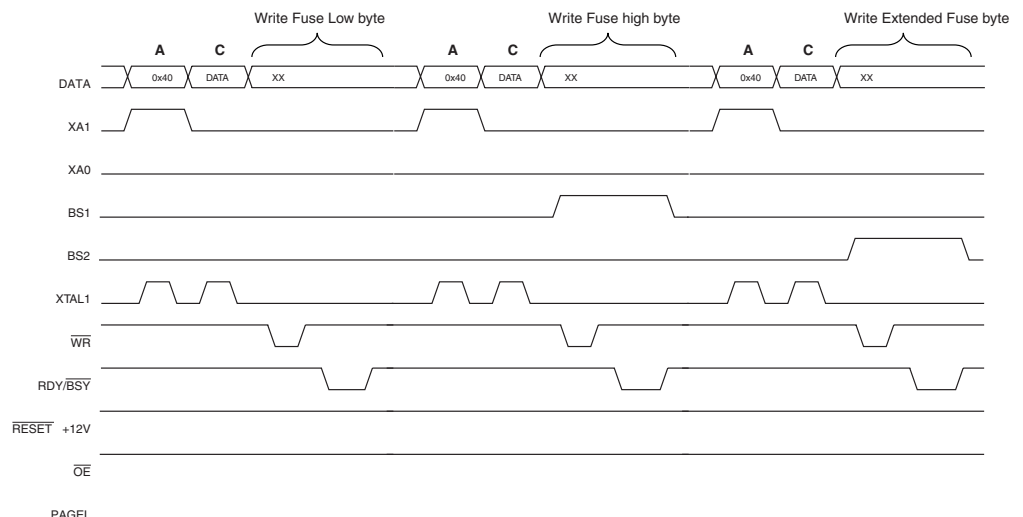 Write Fuse Low byte Write Fuse high byte Write Extended Fuse byte
A C A C A C
DATA 0x40 DATA XX 0x40 DATA XX 0x40 DATA XX
XA1
XA0
BS1
BS2
XTAL1
WR
RDY/BSY
RESET +12V
OE
PAGEL